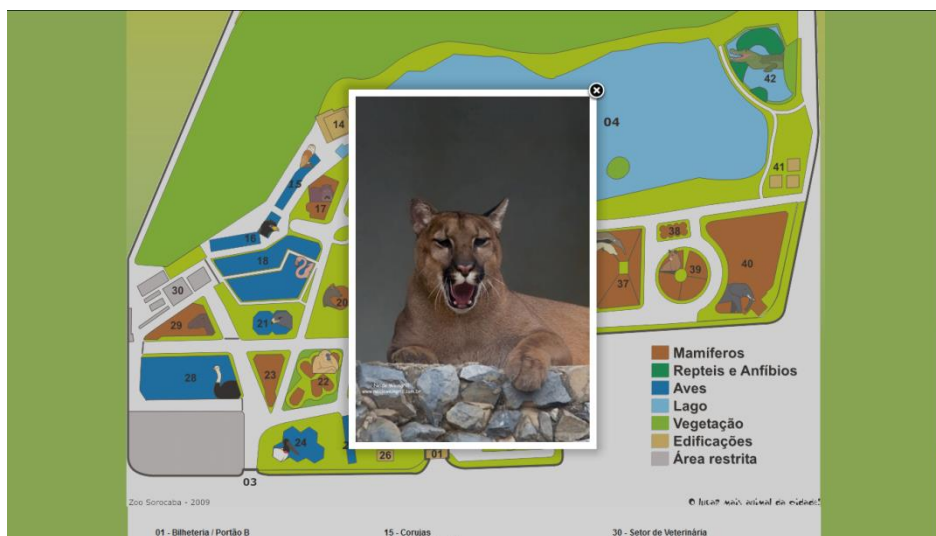 42
04
14
41
15
17
16
38
18
37
39
40
30
20
29
21
Mamíferos
Repteis e Anfíbios
28
23
22
Aves
Lago
Vegetação
Edificações
24
26
01
Área restrita
03
Zoo Sorocaba - 2009
O lugar mais animal da cidade!
01 - Bilheteria / Portão B
15 - Corujas
30 - Setor de Veterinária